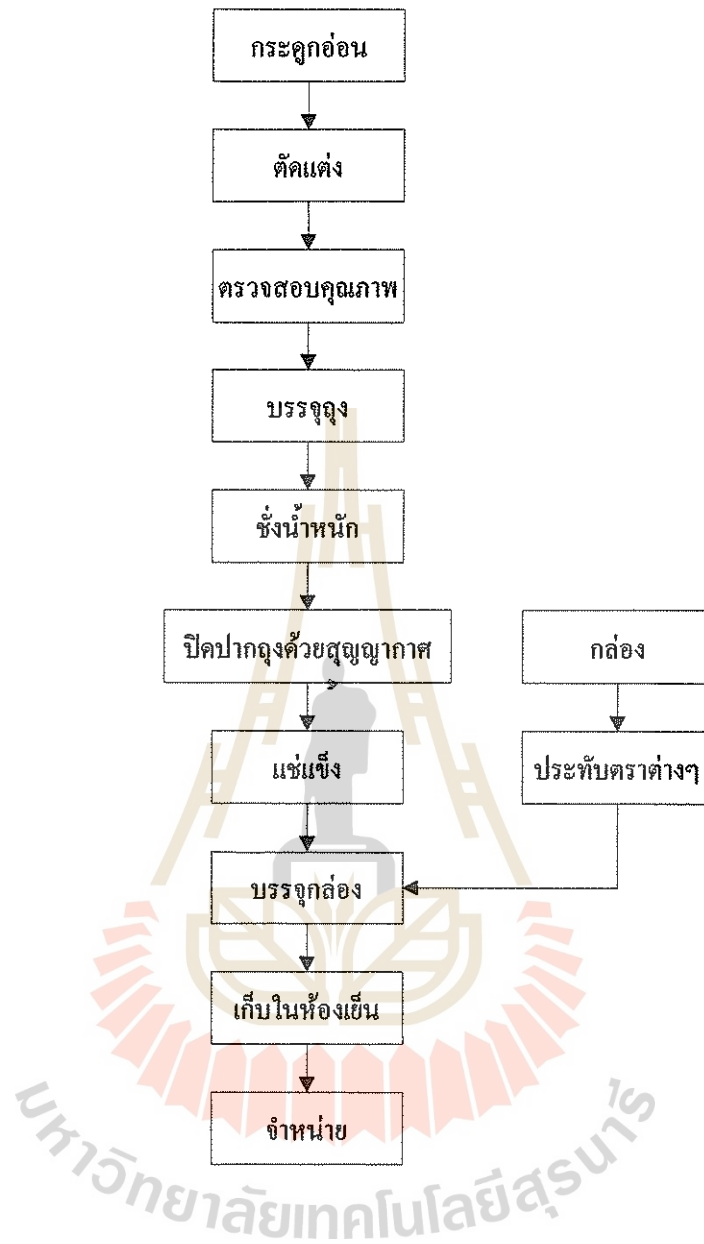 กระดูกอ่อน
ตัดแต่ง
ตรวจสอบคุณภาพ
บรรจุถุง
ชั่งน้ำหนัก
ปิดปากถุงด้วยสุญญากาศ
กล่อง
แช่แข็ง
ประทับตราต่างๆ
บรรจุกล่อง
เก็บในห้องเย็น
จำหน่าย
มหาวิทยาลัยเทคโนโลยีสุรนารี